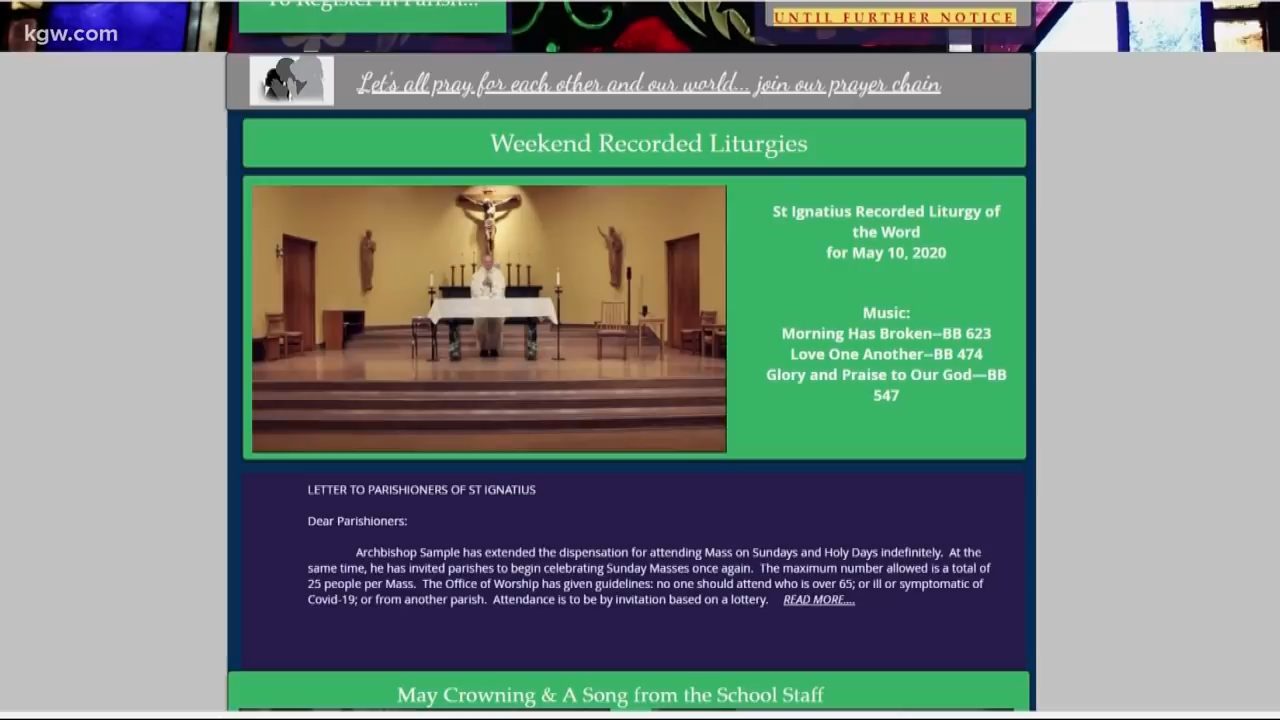 To Register in Parish...
UNTIL FURTHER NOTICE
kgw.com
Let's all pray for each other and our world... join our prayer chain
Weekend Recorded Liturgies
St Ignatius Recorded Liturgy of
the Word
for May 10, 2020
Music:
Morning Has Broken--BB 623
Love One Another--BB 474
Glory and Praise to Our God—BB
547
LETTER TO PARISHIONERS OF ST IGNATIUS
Dear Parishioners:
Archbishop Sample has extended the dispensation for attending Mass on Sundays and Holy Days indefinitely. At the
same time, he has invited parishes to begin celebrating Sunday Masses once again. The maximum number allowed is a total of
25 people per Mass. The Office of Worship has given guidelines: no one should attend who is over 65; or ill or symptomatic of
Covid-19; or from another parish. Attendance is to be by invitation based on a lottery. READ MORE....
May Crowning & A Song from the School Staff